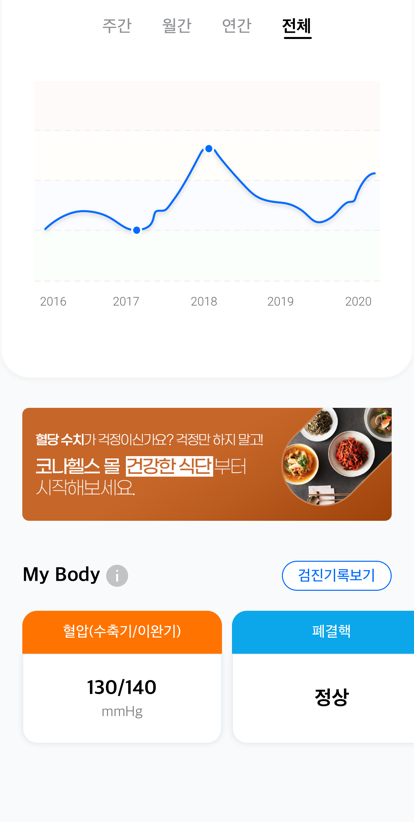 주간 월간 연간 전체
2016 2017 2018 2019 2020
혈당 수치가 걱정이신가요? 걱정만 하지 말고!
코나헬스 몰 건강한 식단부터
시작해보세요.
My Body i 검진기록보기
혈압(수축기/이완기) 폐결핵
130/140 정상
mmHg